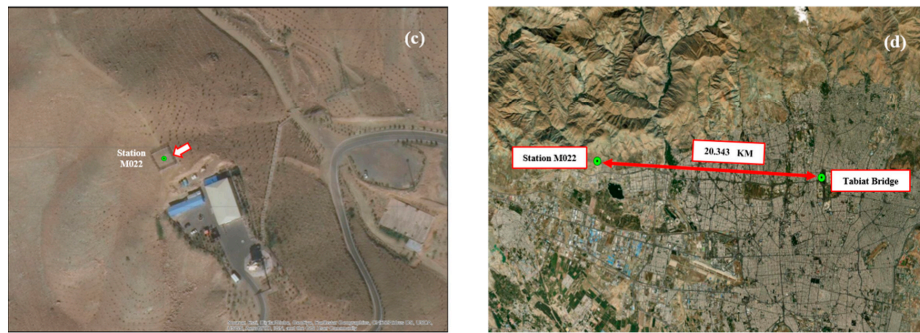 (c)
Station
M022
(d)
Station M022
20.343 KM
Tabiat Bridge